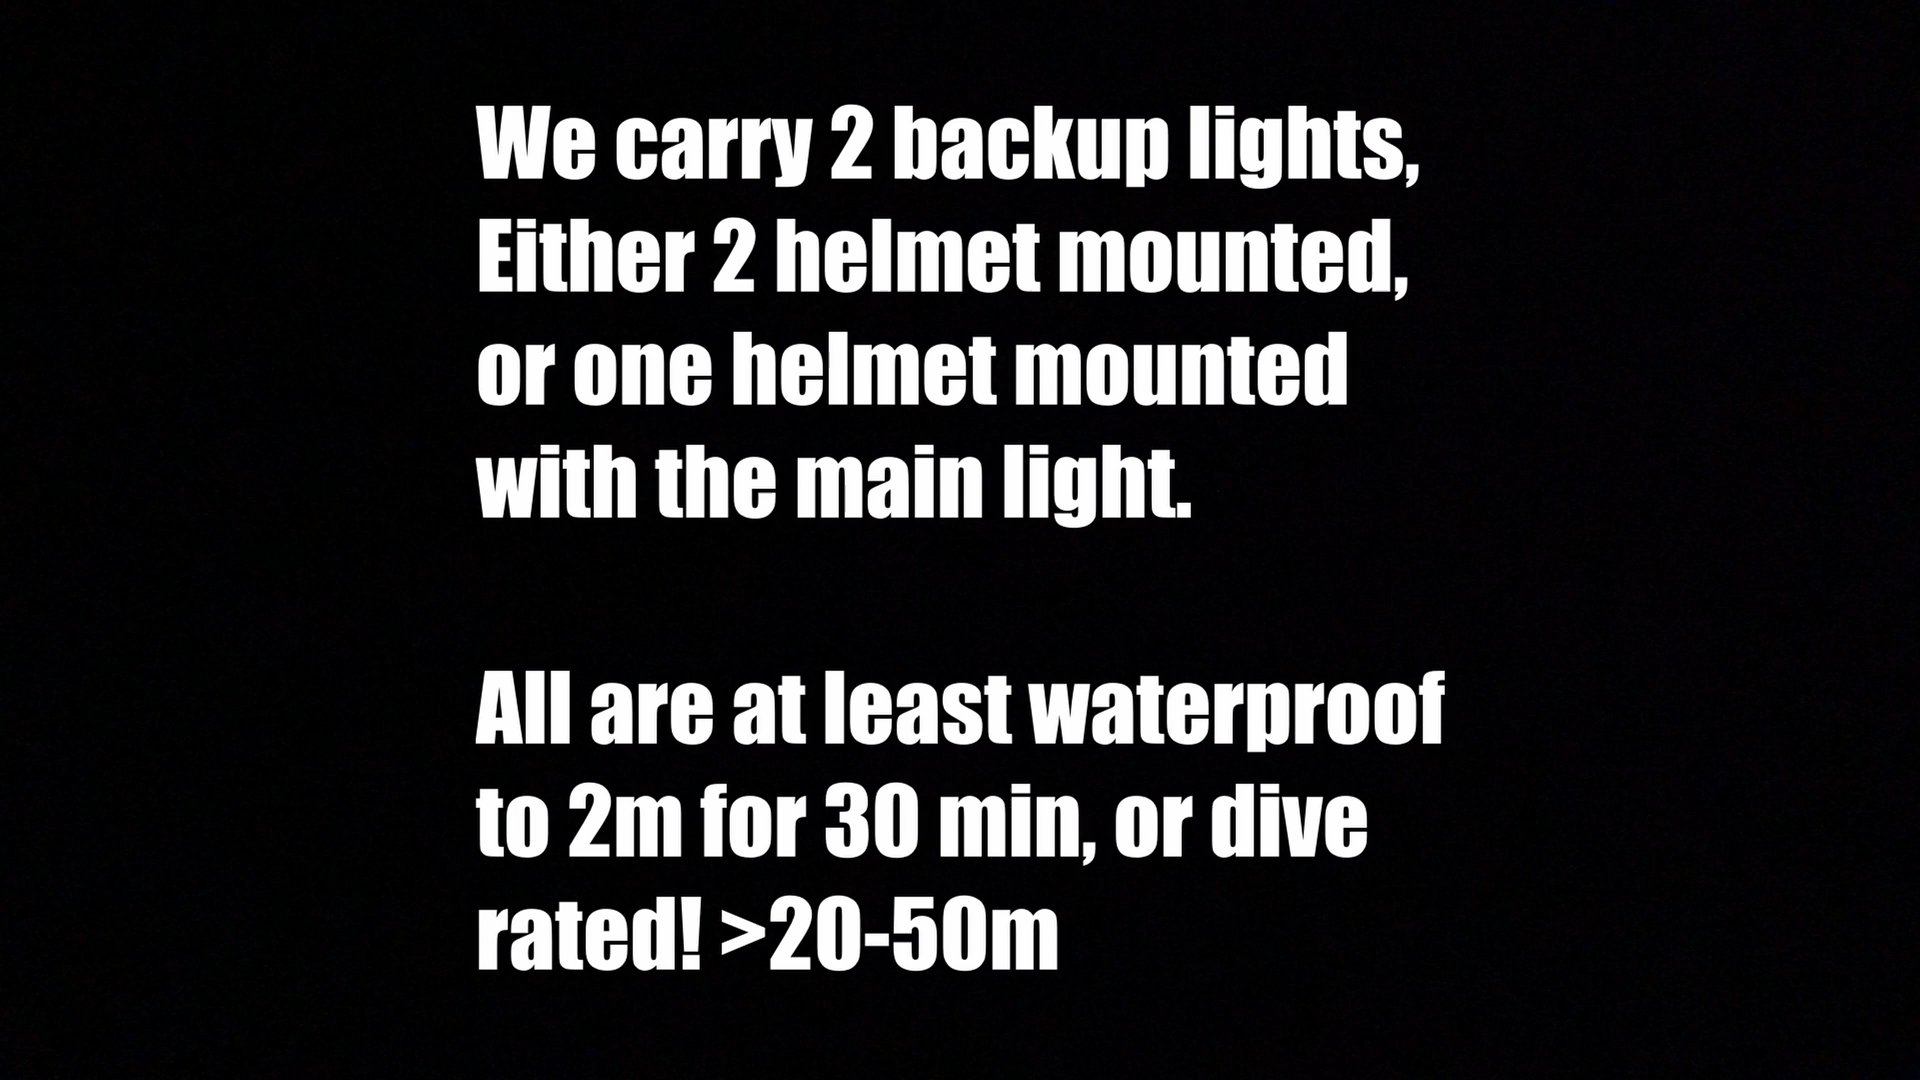 We carry 2 backup lights,
Either 2 helmet mounted,
or one helmet mounted
with the main light.
All are at least waterproof
to 2m for 30 min, or dive
rated! >20-50m